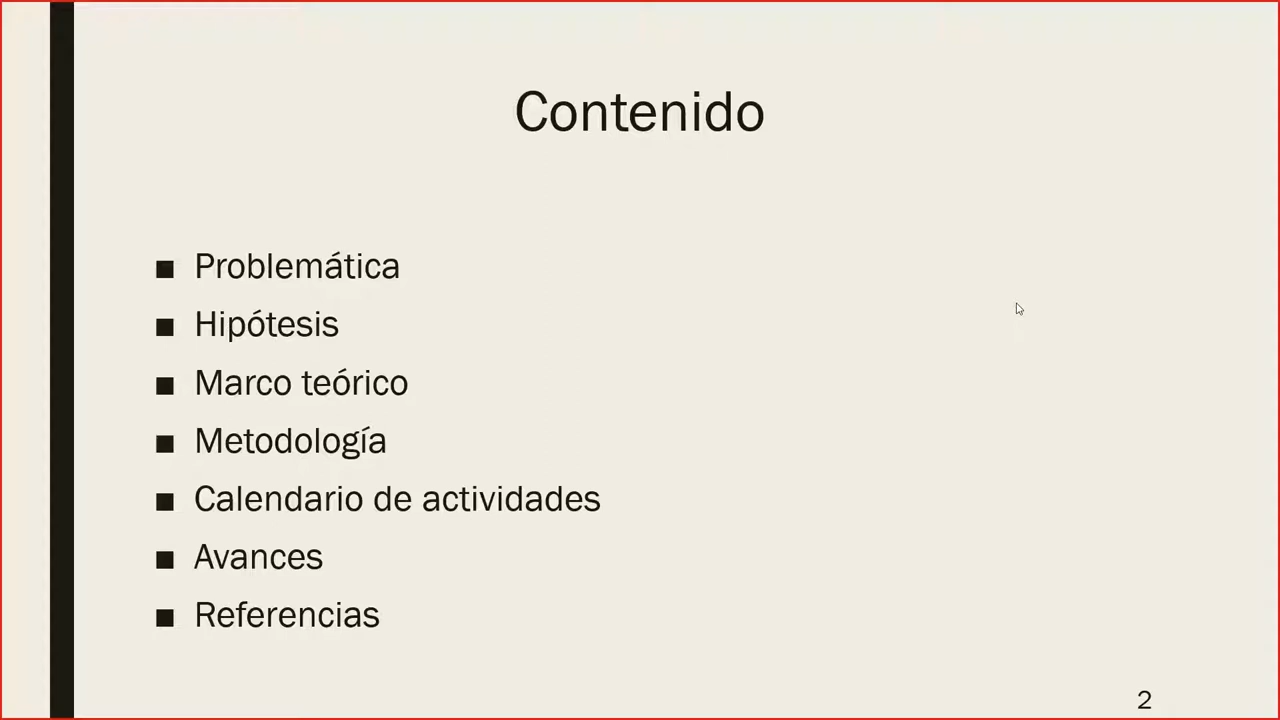 Contenido
■ Problemática
■ Hipótesis
■ Marco teórico
■ Metodología
■ Calendario de actividades
■ Avances
■ Referencias
2